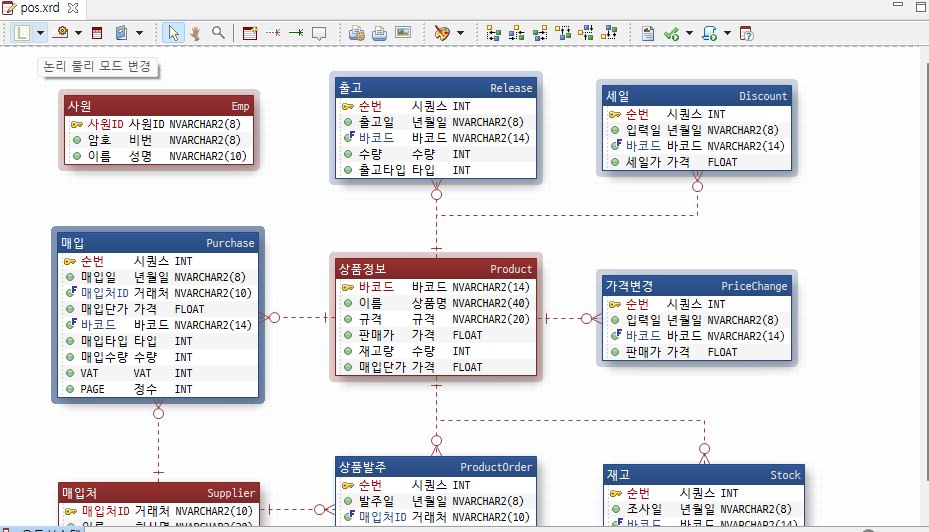 pos.xrd
L
논리 물리 모드 변경
사원 Emp
사원ID 사원ID NVARCHAR2(8)
암호 비번 NVARCHAR2(8)
이름 성명 NVARCHAR2(10)
출고 Release
순번 시퀀스 INT
출고일 년월일 NVARCHAR2(8)
바코드 바코드 NVARCHAR2(14)
수량 수량 INT
출고타입 타입 INT
세일 Discount
순번 시퀀스 INT
입력일 년월일 NVARCHAR2(8)
바코드 바코드 NVARCHAR2(14)
세일가 가격 FLOAT
매입 Purchase
순번 시퀀스 INT
매입일 년월일 NVARCHAR2(8)
매입처ID 거래처 NVARCHAR2(10)
매입단가 가격 FLOAT
바코드 바코드 NVARCHAR2(14)
매입타입 타입 INT
매입수량 수량 INT
VAT VAT INT
PAGE 정수 INT
상품정보 Product
바코드 바코드 NVARCHAR2(14)
이름 상품명 NVARCHAR2(40)
규격 규격 NVARCHAR2(20)
판매가 가격 FLOAT
재고량 수량 INT
매입단가 가격 FLOAT
가격변경 PriceChange
순번 시퀀스 INT
입력일 년월일 NVARCHAR2(8)
바코드 바코드 NVARCHAR2(14)
판매가 가격 FLOAT
매입처 Supplier
매입처ID 거래처 NVARCHAR2(10)
상품발주 ProductOrder
순번 시퀀스 INT
발주일 년월일 NVARCHAR2(8)
매입처ID 거래처 NVARCHAR2(10)
재고 Stock
순번 시퀀스 INT
조사일 년월일 NVARCHAR2(8)
바코드 바코드 NVARCHAR2(14)